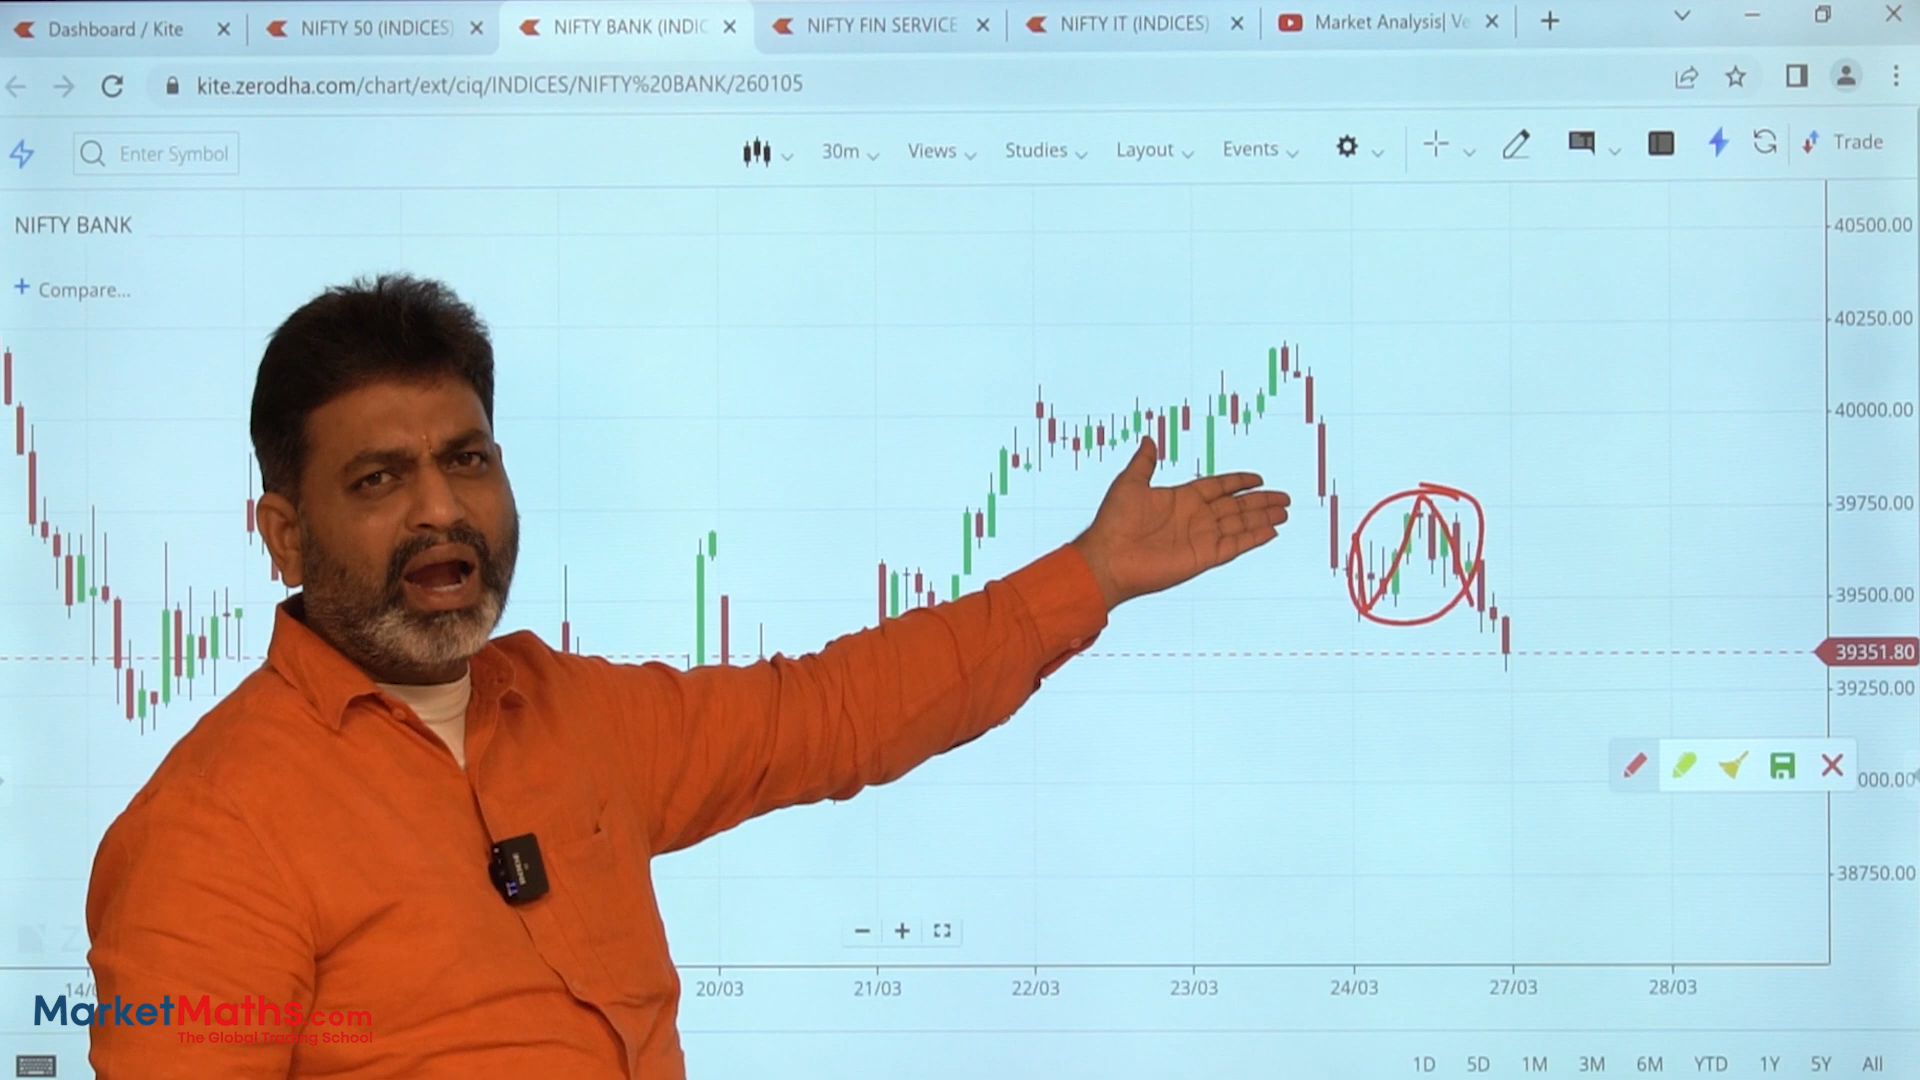 Dashboard / Kite
NIFTY 50 (INDICES)
NIFTY BANK (INDIC
NIFTY FIN SERVICE
NIFTY IT (INDICES)
Market Analysis| Ve
kite.zerodha.com/chart/ext/ciq/INDICES/NIFTY%20BANK/260105
Enter Symbol
30m
Views
Studies
Layout
Events
Trade
NIFTY BANK
+ Compare...
40500.00
40250.00
40000.00
39750.00
39500.00
39351.80
39250.00
000.00
38750.00
20/03
21/03
22/03
23/03
24/03
27/03
28/03
MarketMaths.com
The Global Trading School
1D 5D 1M 3M 6M YTD 1Y 5Y All